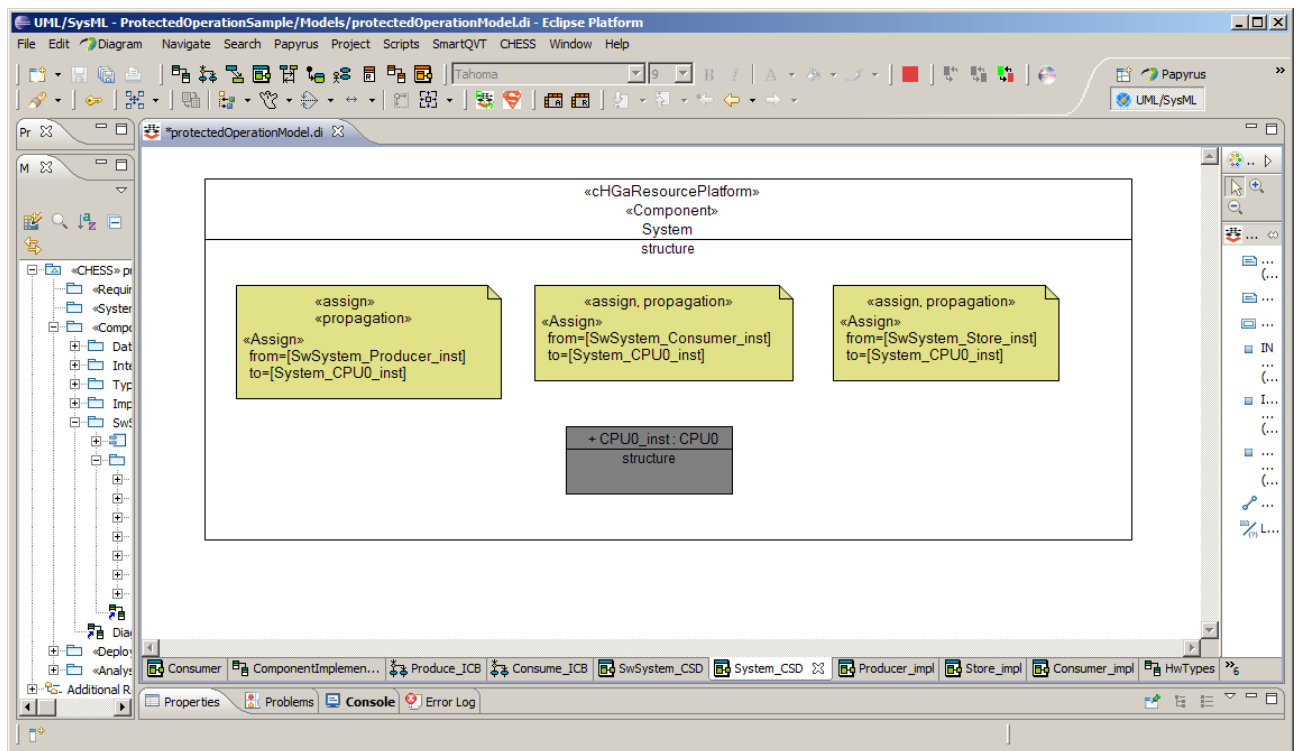 UML/SysML - ProtectedOperationSample/Models/protectedOperationModel.di - Eclipse Platform
File Edit Diagram Navigate Search Papyrus Project Scripts SmartQVT CHESS Window Help
Tahoma 9 B I A Papyrus »
UML/SysML
Pr *protectedOperationModel.di
M
«CHESS» pr
«Requir
«System
«Compo
Dat
Inte
Typ
Imp
SwS
Diag
«Deploy
«Analys
Additional R
«cHGaResourcePlatform»
«Component»
System
structure
«assign»
«propagation»
«Assign»
from=[SwSystem_Producer_inst]
to=[System_CPU0_inst]
«assign, propagation»
«Assign»
from=[SwSystem_Consumer_inst]
to=[System_CPU0_inst]
«assign, propagation»
«Assign»
from=[SwSystem_Store_inst]
to=[System_CPU0_inst]
+ CPU0_inst : CPU0
structure
..
...
...
(...
...
...
IN
...
(...
I...
...
(...
...
...
(...
...
L...
Consumer ComponentImplemen... Produce_ICB Consume_ICB SwSystem_CSD System_CSD Producer_impl Store_impl Consumer_impl HwTypes »6
Properties Problems Console Error Log